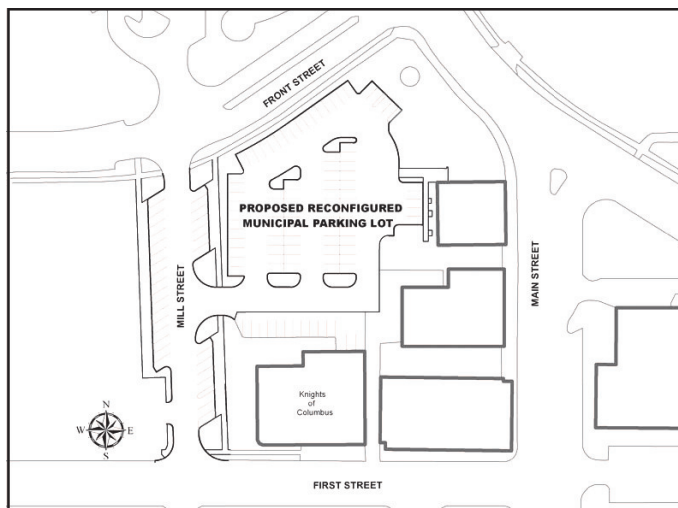 FRONT STREET
PROPOSED RECONFIGURED
MUNICIPAL PARKING LOT
MILL STREET
MAIN STREET
Knights
of
Columbus
N
W E
S
FIRST STREET